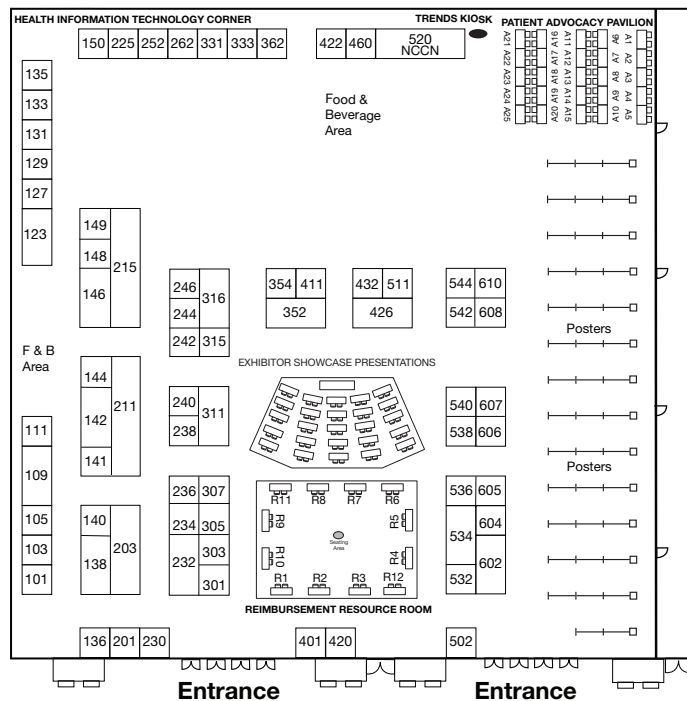 HEALTH INFORMATION TECHNOLOGY CORNER
TRENDS KIOSK
PATIENT ADVOCACY PAVILION
150 225 252 262 331 333 362
422 460 520
NCCN
A21 A16 A11 A6 A1
A22 A17 A12 A7 A2
A23 A18 A13 A8 A3
A24 A19 A14 A9 A4
A25 A20 A15 A10 A5
Food &
Beverage
Area
135
133
131
129
127
123
149
148
146
215
246
244
242
316
315
354 411
352
432 511
426
544 610
542 608
Posters
F & B
Area
EXHIBITOR SHOWCASE PRESENTATIONS
144
142
141
211
240
238
311
540 607
538 606
111
109
105
103
101
Posters
140
138
203
236 307
234 305
232
303
301
R11 R8 R7 R6
R9 R5
Seating
Area
R10 R4
R1 R2 R3 R12
536 605
534
604
602
532
REIMBURSEMENT RESOURCE ROOM
136 201 230
401 420
502
Entrance
Entrance